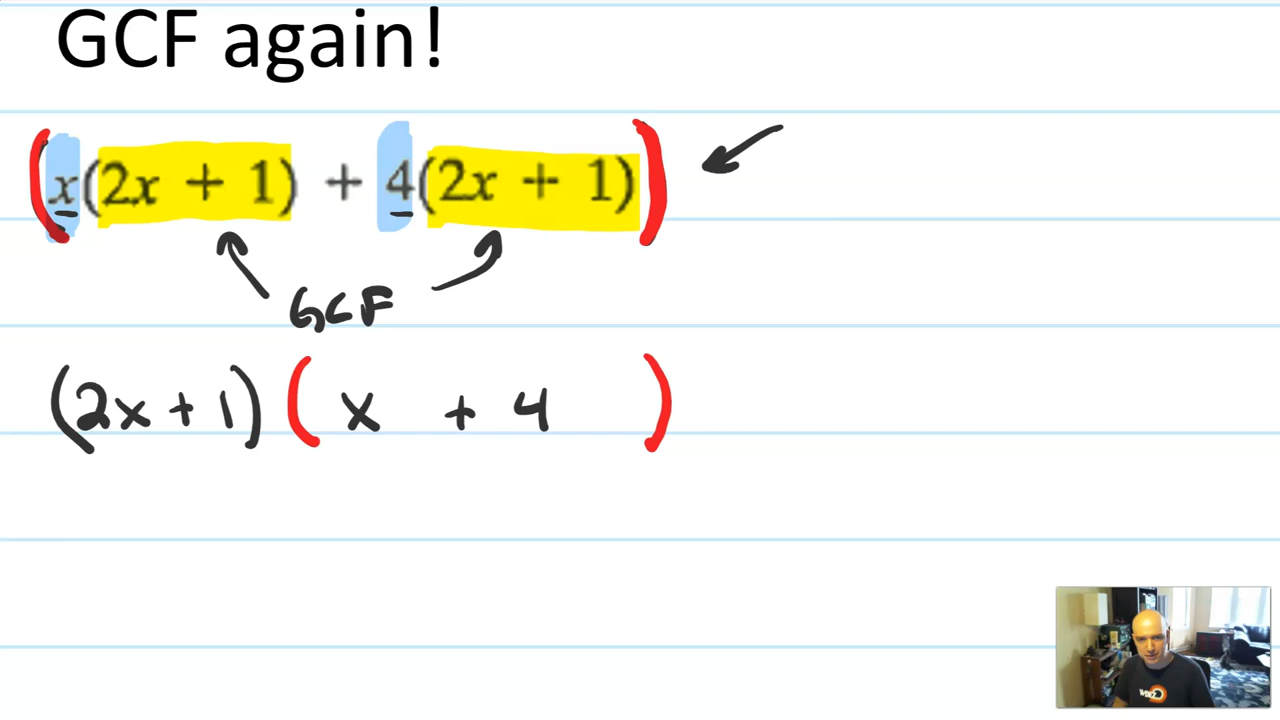 GCF again!
(x(2x + 1) + 4(2x + 1))
GCF
(2x + 1)(x + 4)